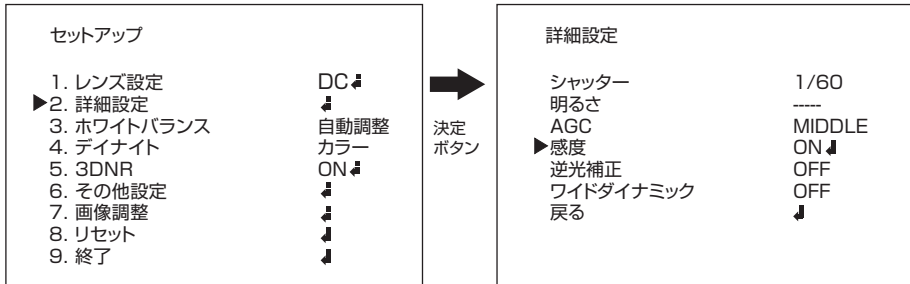 セットアップ
1. レンズ設定 DC↲
▶2. 詳細設定 ↲
3. ホワイトバランス 自動調整
4. デイナイト カラー
5. 3DNR ON↲
6. その他設定 ↲
7. 画像調整 ↲
8. リセット ↲
9. 終了 ↲
決定
ボタン
詳細設定
シャッター 1/60
明るさ -----
AGC MIDDLE
▶感度 ON↲
逆光補正 OFF
ワイドダイナミック OFF
戻る ↲